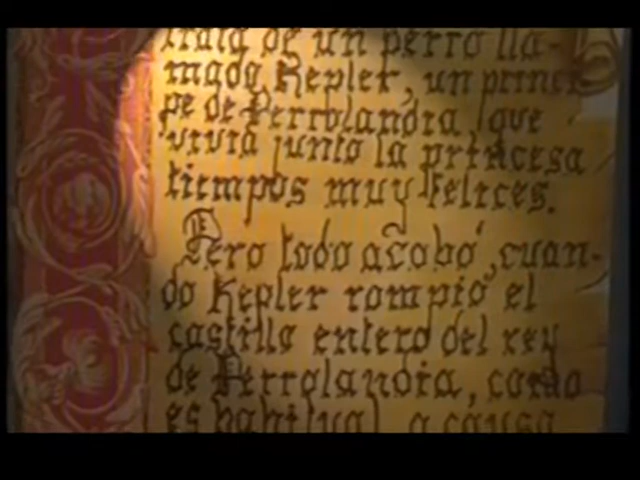 de un perro lla-
mado Kepler, un prínci-
pe de Perrolandia, que
vivía junto la princesa
tiempos muy felices.
Pero todo acabó, cuan-
do Kepler rompió el
castillo entero del rey
de Perrolandia, como
es habitual, a causa